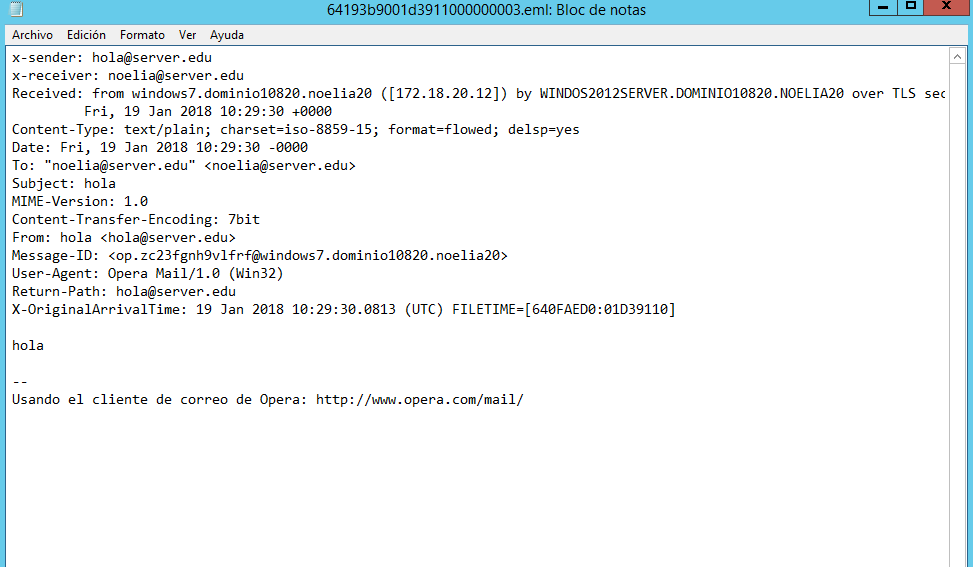 64193b9001d3911000000003.eml: Bloc de notas
Archivo Edición Formato Ver Ayuda
x-sender: hola@server.edu
x-receiver: noelia@server.edu
Received: from windows7.dominio10820.noelia20 ([172.18.20.12]) by WINDOS2012SERVER.DOMINIO10820.NOELIA20 over TLS sec
Fri, 19 Jan 2018 10:29:30 +0000
Content-Type: text/plain; charset=iso-8859-15; format=flowed; delsp=yes
Date: Fri, 19 Jan 2018 10:29:30 -0000
To: "noelia@server.edu" <noelia@server.edu>
Subject: hola
MIME-Version: 1.0
Content-Transfer-Encoding: 7bit
From: hola <hola@server.edu>
Message-ID: <op.zc23fgnh9vlfrf@windows7.dominio10820.noelia20>
User-Agent: Opera Mail/1.0 (Win32)
Return-Path: hola@server.edu
X-OriginalArrivalTime: 19 Jan 2018 10:29:30.0813 (UTC) FILETIME=[640FAED0:01D39110]
hola
--
Usando el cliente de correo de Opera: http://www.opera.com/mail/